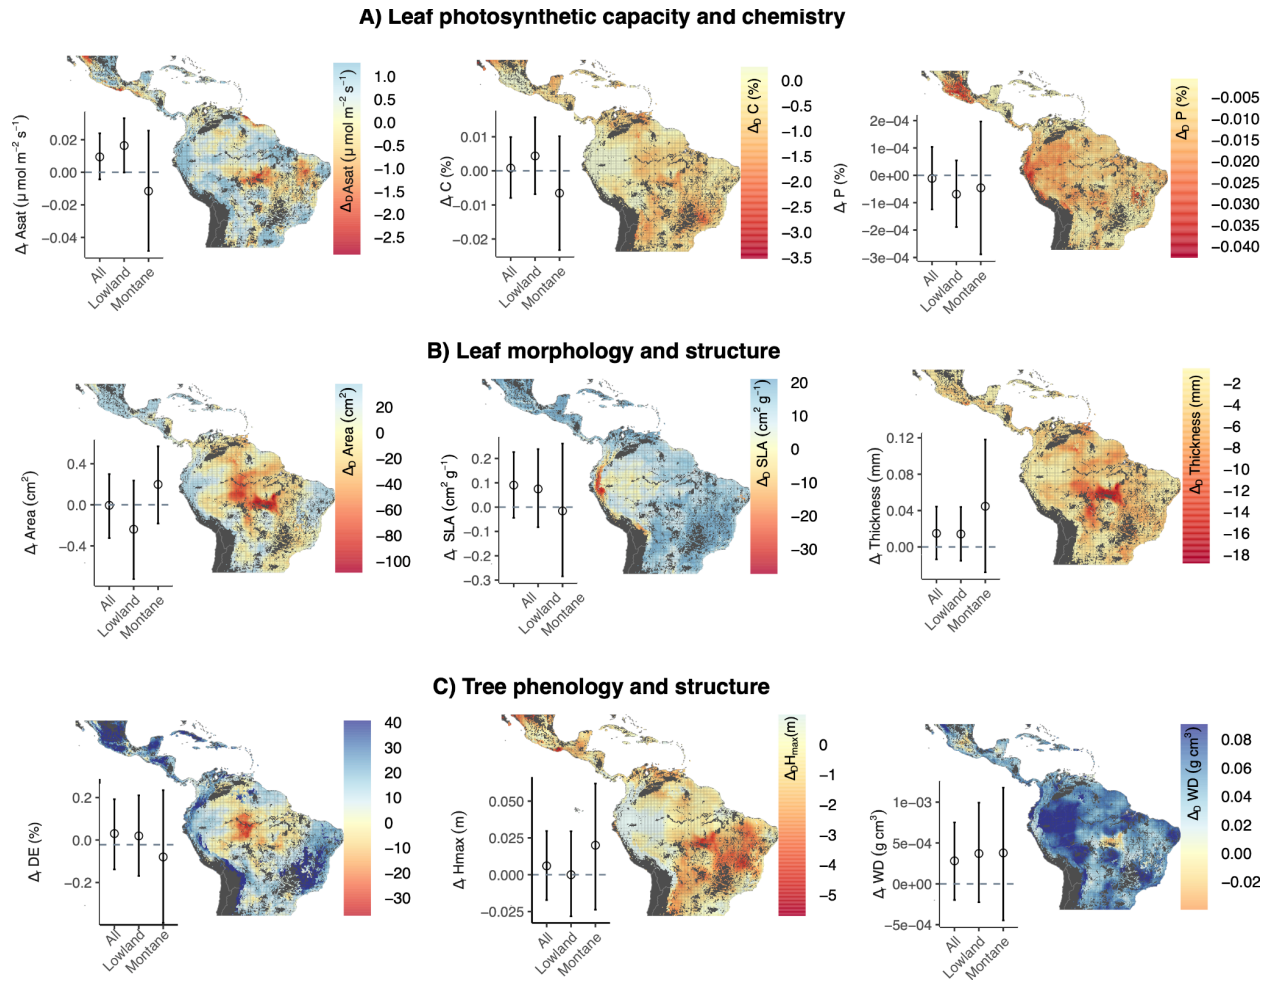 A) Leaf photosynthetic capacity and chemistry
Δr Asat (μ mol m−2 s−1)
0.02
0.00
−0.02
−0.04
All
Lowland
Montane
ΔD Asat (μ mol m−2 s−1)
1.0
0.5
0.0
−0.5
−1.0
−1.5
−2.0
−2.5
Δr C (%)
0.01
0.00
−0.01
−0.02
All
Lowland
Montane
ΔD C (%)
0.0
−0.5
−1.0
−1.5
−2.0
−2.5
−3.0
−3.5
Δr P (%)
2e−04
1e−04
0e+00
−1e−04
−2e−04
−3e−04
All
Lowland
Montane
ΔD P (%)
−0.005
−0.010
−0.015
−0.020
−0.025
−0.030
−0.035
−0.040
B) Leaf morphology and structure
Δr Area (cm2)
0.4
0.0
−0.4
All
Lowland
Montane
ΔD Area (cm2)
20
0
−20
−40
−60
−80
−100
Δr SLA (cm2 g−1)
0.2
0.1
0.0
−0.1
−0.2
−0.3
All
Lowland
Montane
ΔD SLA (cm2 g−1)
20
10
0
−10
−20
−30
Δr Thickness (mm)
0.12
0.08
0.04
0.00
All
Lowland
Montane
ΔD Thickness (mm)
−2
−4
−6
−8
−10
−12
−14
−16
−18
C) Tree phenology and structure
Δr DE (%)
0.2
0.0
−0.2
All
Lowland
Montane
40
30
20
10
0
−10
−20
−30
Δr Hmax (m)
0.050
0.025
0.000
−0.025
All
Lowland
Montane
ΔDHmax(m)
0
−1
−2
−3
−4
−5
Δr WD (g cm3)
1e−03
5e−04
0e+00
−5e−04
All
Lowland
Montane
ΔD WD (g cm3)
0.08
0.06
0.04
0.02
0.00
−0.02